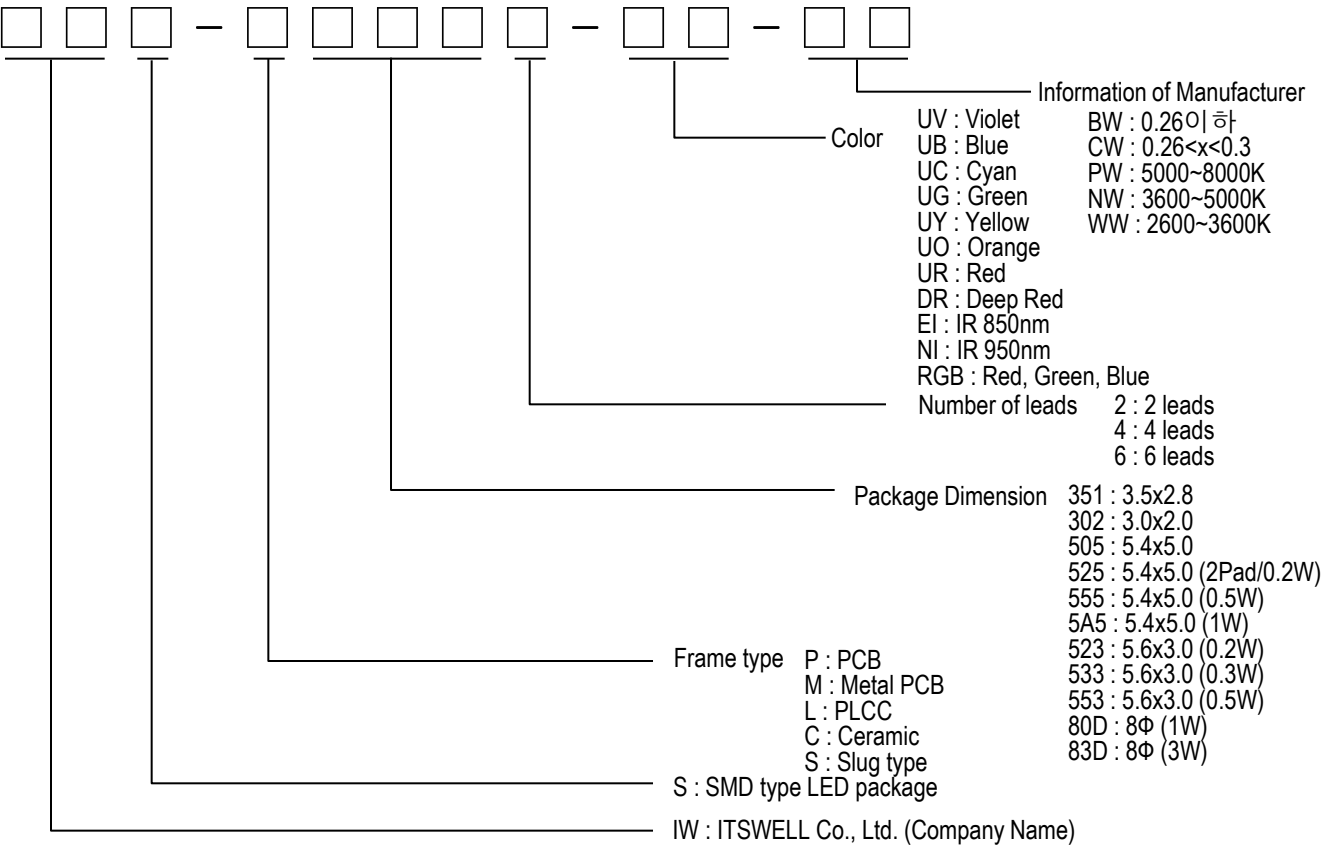 Information of Manufacturer
Color
UV : Violet
UB : Blue
UC : Cyan
UG : Green
UY : Yellow
UO : Orange
UR : Red
DR : Deep Red
EI : IR 850nm
NI : IR 950nm
RGB : Red, Green, Blue
BW : 0.26이하
CW : 0.26<x<0.3
PW : 5000~8000K
NW : 3600~5000K
WW : 2600~3600K
Number of leads
2 : 2 leads
4 : 4 leads
6 : 6 leads
Package Dimension
351 : 3.5x2.8
302 : 3.0x2.0
505 : 5.4x5.0
525 : 5.4x5.0 (2Pad/0.2W)
555 : 5.4x5.0 (0.5W)
5A5 : 5.4x5.0 (1W)
523 : 5.6x3.0 (0.2W)
533 : 5.6x3.0 (0.3W)
553 : 5.6x3.0 (0.5W)
80D : 8Φ (1W)
83D : 8Φ (3W)
Frame type
P : PCB
M : Metal PCB
L : PLCC
C : Ceramic
S : Slug type
S : SMD type LED package
IW : ITSWELL Co., Ltd. (Company Name)